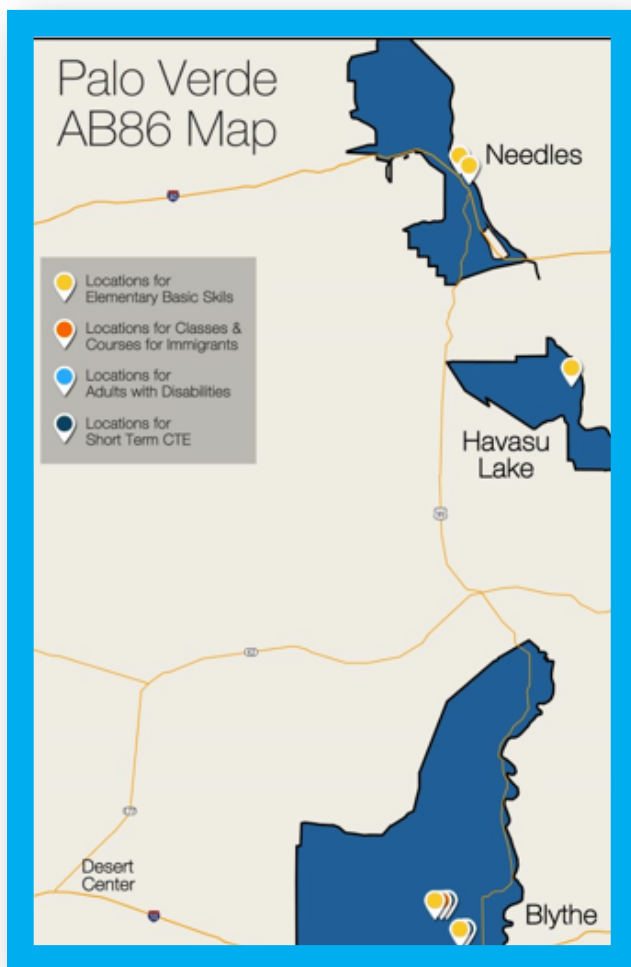 Palo Verde
AB86 Map
Needles
Locations for
Elementary Basic Skils
Locations for Classes &
Courses for Immigrants
Locations for
Adults with Disabilities
Locations for
Short Term CTE
Havasu
Lake
62
Desert
Center
Blythe